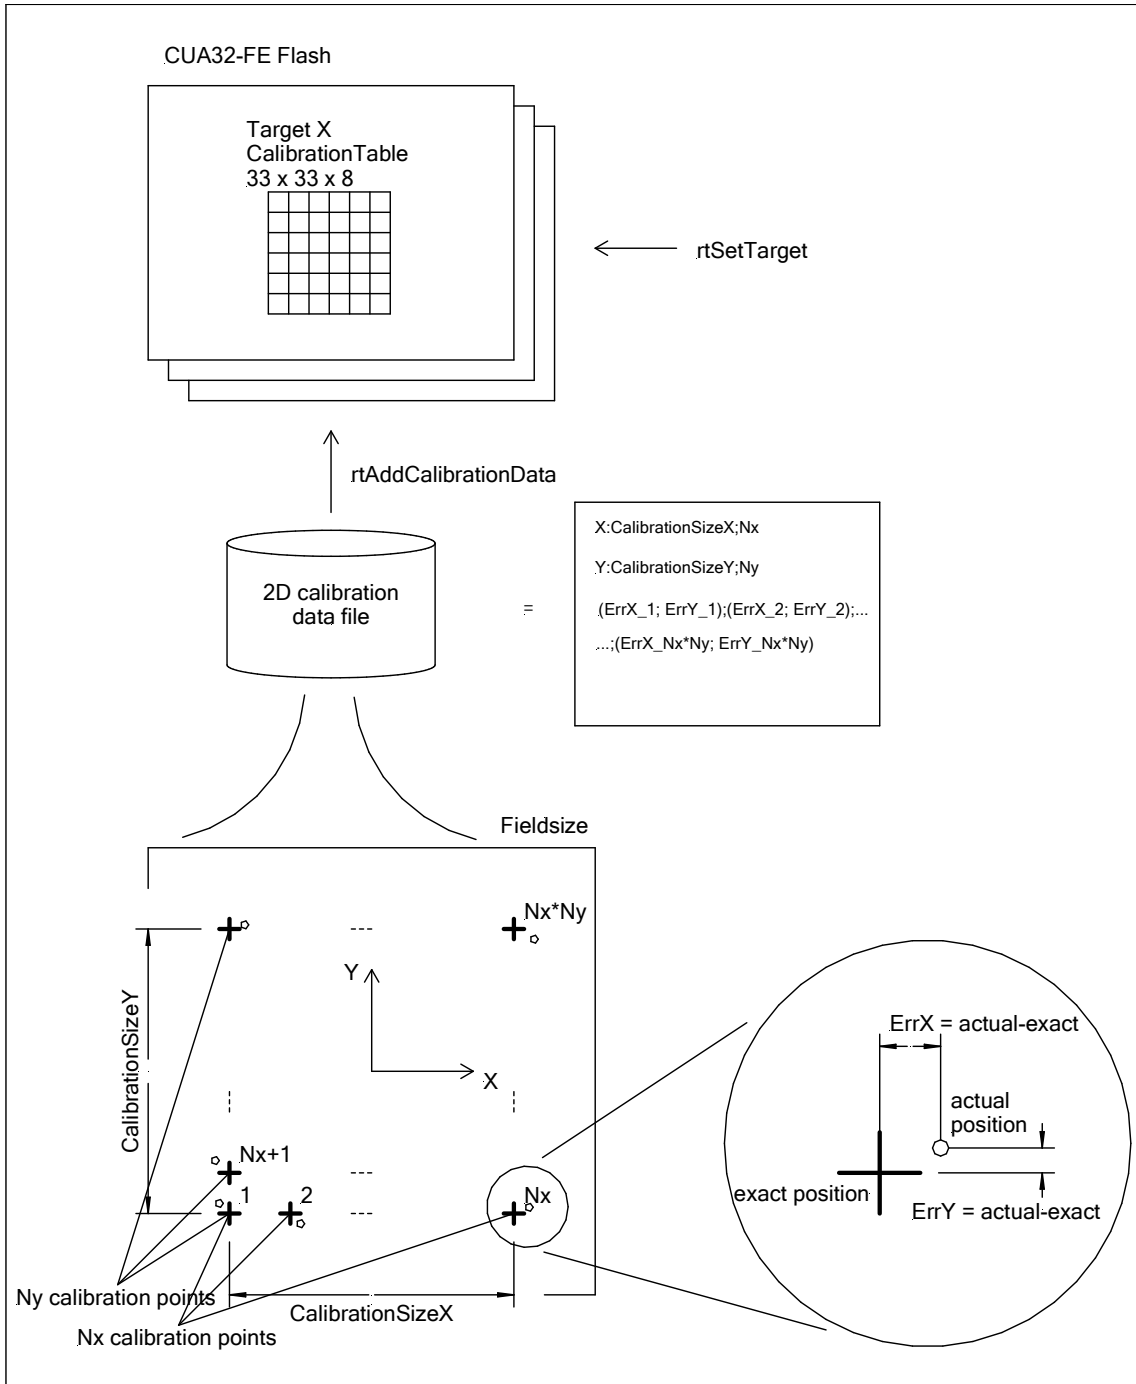 CUA32-FE Flash
Target X
CalibrationTable
33 x 33 x 8
rtSetTarget
rtAddCalibrationData
2D calibration
data file
=
X:CalibrationSizeX;Nx
Y:CalibrationSizeY;Ny
(ErrX_1; ErrY_1);(ErrX_2; ErrY_2);...
...;(ErrX_Nx*Ny; ErrY_Nx*Ny)
Fieldsize
Nx*Ny
Y
X
CalibrationSizeY
Nx+1
1
2
Nx
Ny calibration points
CalibrationSizeX
Nx calibration points
ErrX = actual-exact
actual
position
exact position
ErrY = actual-exact